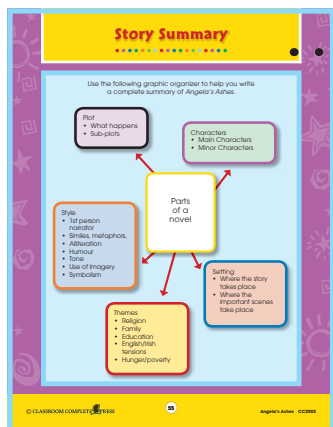 Story Summary
Use the following graphic organizer to help you write
a complete summary of Angela's Ashes.
Plot
• What happens
• Sub-plots
Characters
• Main Characters
• Minor Characters
Parts
of a
novel
Style
• 1st person
narrator
• Similes, metaphors,
• Alliteration
• Humour
• Tone
• Use of imagery
• Symbolism
Setting
• Where the story
takes place
• Where the
important scenes
take place
Themes
• Religion
• Family
• Education
• English/Irish
tensions
• Hunger/poverty
© CLASSROOM COMPLETE PRESS
55
Angela's Ashes CC2002